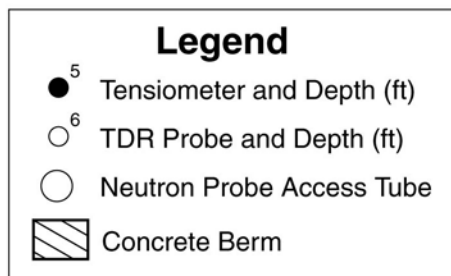 Legend
5 Tensiometer and Depth (ft)
6 TDR Probe and Depth (ft)
Neutron Probe Access Tube
Concrete Berm